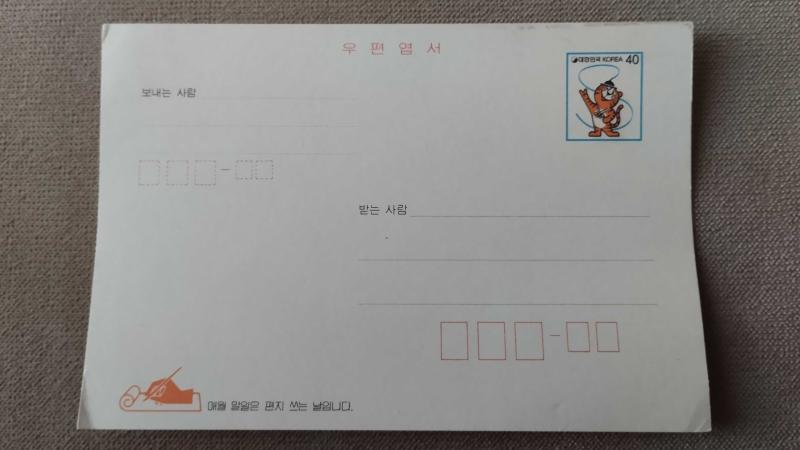 우편엽서
대한민국 KOREA 40
보내는 사람
받는 사람
매월 말일은 편지 쓰는 날입니다.